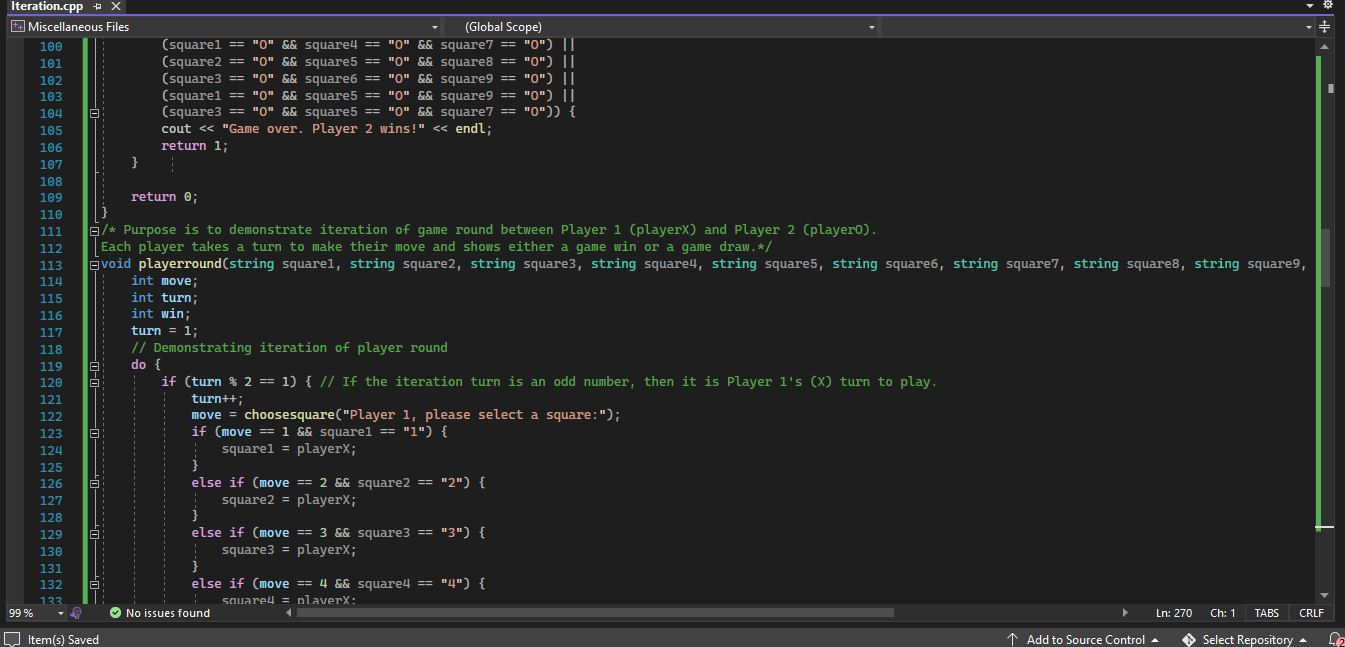 Iteration.cpp
Miscellaneous Files (Global Scope)
100 (square1 == "O" && square4 == "O" && square7 == "O") ||
101 (square2 == "O" && square5 == "O" && square8 == "O") ||
102 (square3 == "O" && square6 == "O" && square9 == "O") ||
103 (square1 == "O" && square5 == "O" && square9 == "O") ||
104 (square3 == "O" && square5 == "O" && square7 == "O")) {
105 cout << "Game over. Player 2 wins!" << endl;
106 return 1;
107 }
108
109 return 0;
110 }
111 /* Purpose is to demonstrate iteration of game round between Player 1 (playerX) and Player 2 (playerO).
112 Each player takes a turn to make their move and shows either a game win or a game draw.*/
113 void playerround(string square1, string square2, string square3, string square4, string square5, string square6, string square7, string square8, string square9,
114 int move;
115 int turn;
116 int win;
117 turn = 1;
118 // Demonstrating iteration of player round
119 do {
120 if (turn % 2 == 1) { // If the iteration turn is an odd number, then it is Player 1's (X) turn to play.
121 turn++;
122 move = choosesquare("Player 1, please select a square:");
123 if (move == 1 && square1 == "1") {
124 square1 = playerX;
125 }
126 else if (move == 2 && square2 == "2") {
127 square2 = playerX;
128 }
129 else if (move == 3 && square3 == "3") {
130 square3 = playerX;
131 }
132 else if (move == 4 && square4 == "4") {
133 square4 = playerX;
99 % No issues found Ln: 270 Ch: 1 TABS CRLF
Item(s) Saved Add to Source Control Select Repository 2